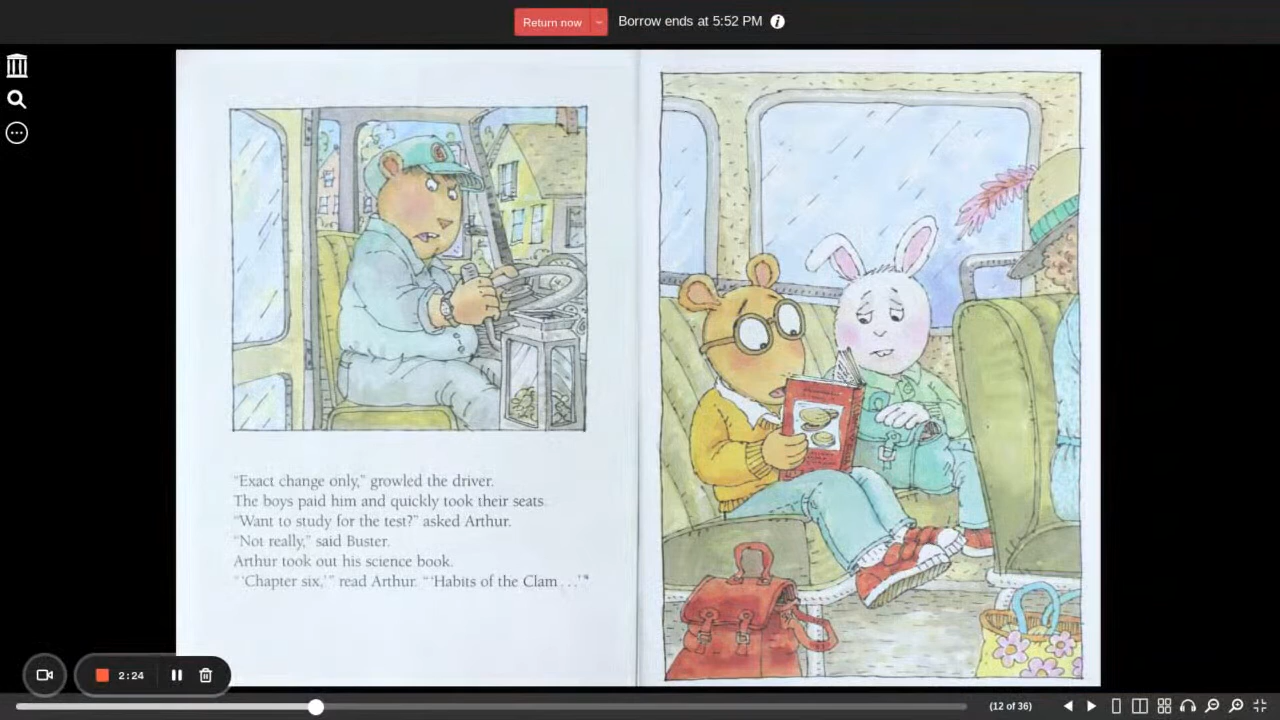 Return now
Borrow ends at 5:52 PM
"Exact change only," growled the driver.
The boys paid him and quickly took their seats.
"Want to study for the test?" asked Arthur.
"Not really," said Buster.
Arthur took out his science book.
"'Chapter six,'" read Arthur. "'Habits of the Clam . . .'"
2:24
(12 of 36)